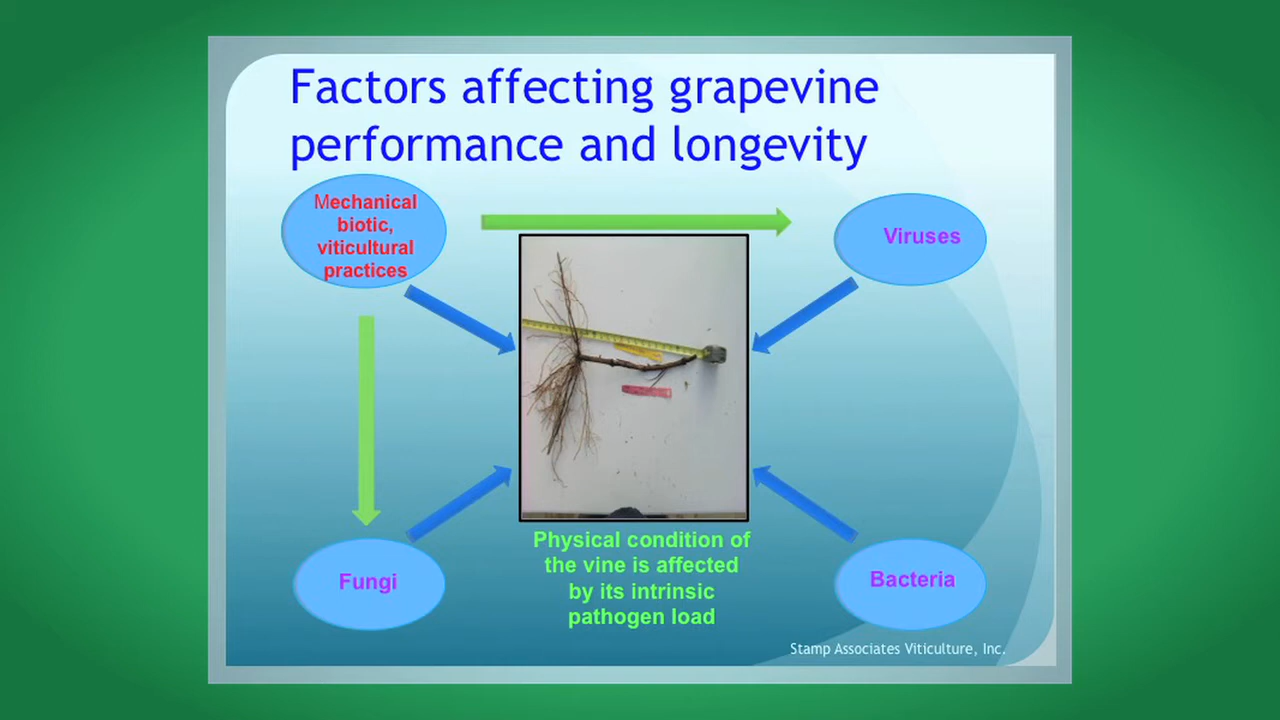 Factors affecting grapevine
performance and longevity
Mechanical
biotic,
viticultural
practices
Viruses
Fungi
Physical condition of
the vine is affected
by its intrinsic
pathogen load
Bacteria
Stamp Associates Viticulture, Inc.